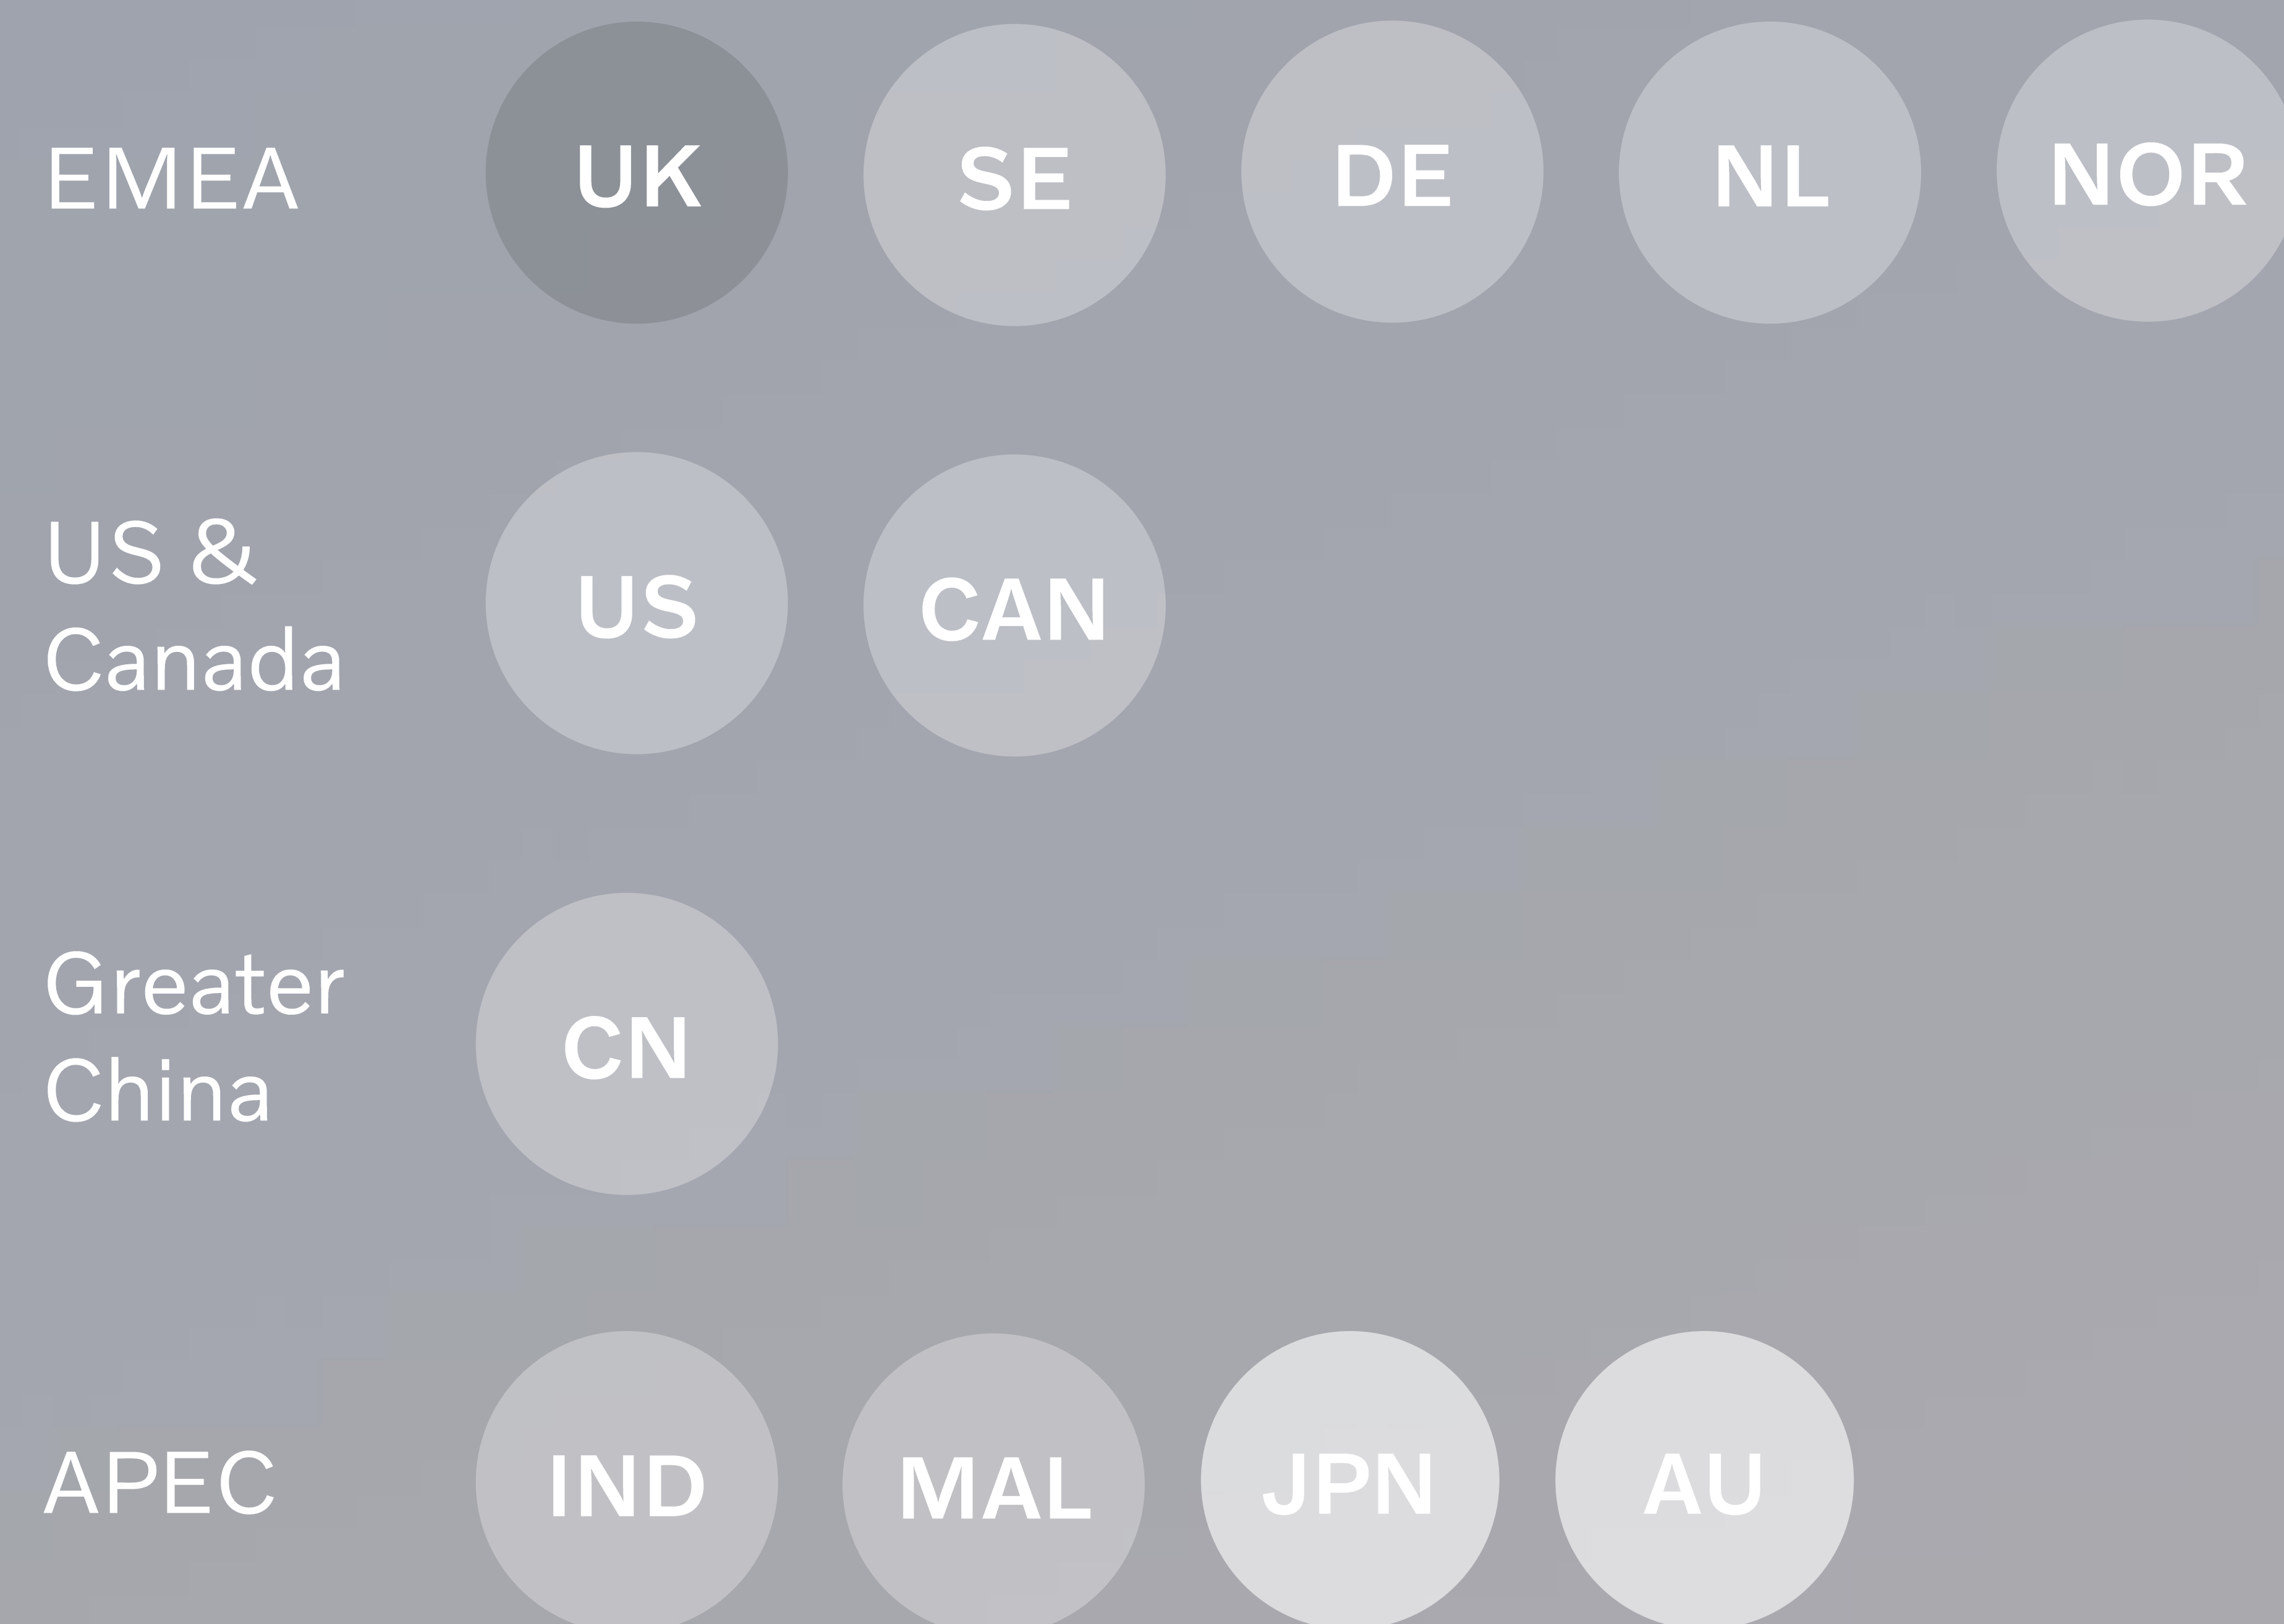 EMEA UK SE DE NL NOR
US &
Canada
US CAN
Greater
China
CN
APEC IND MAL JPN AU